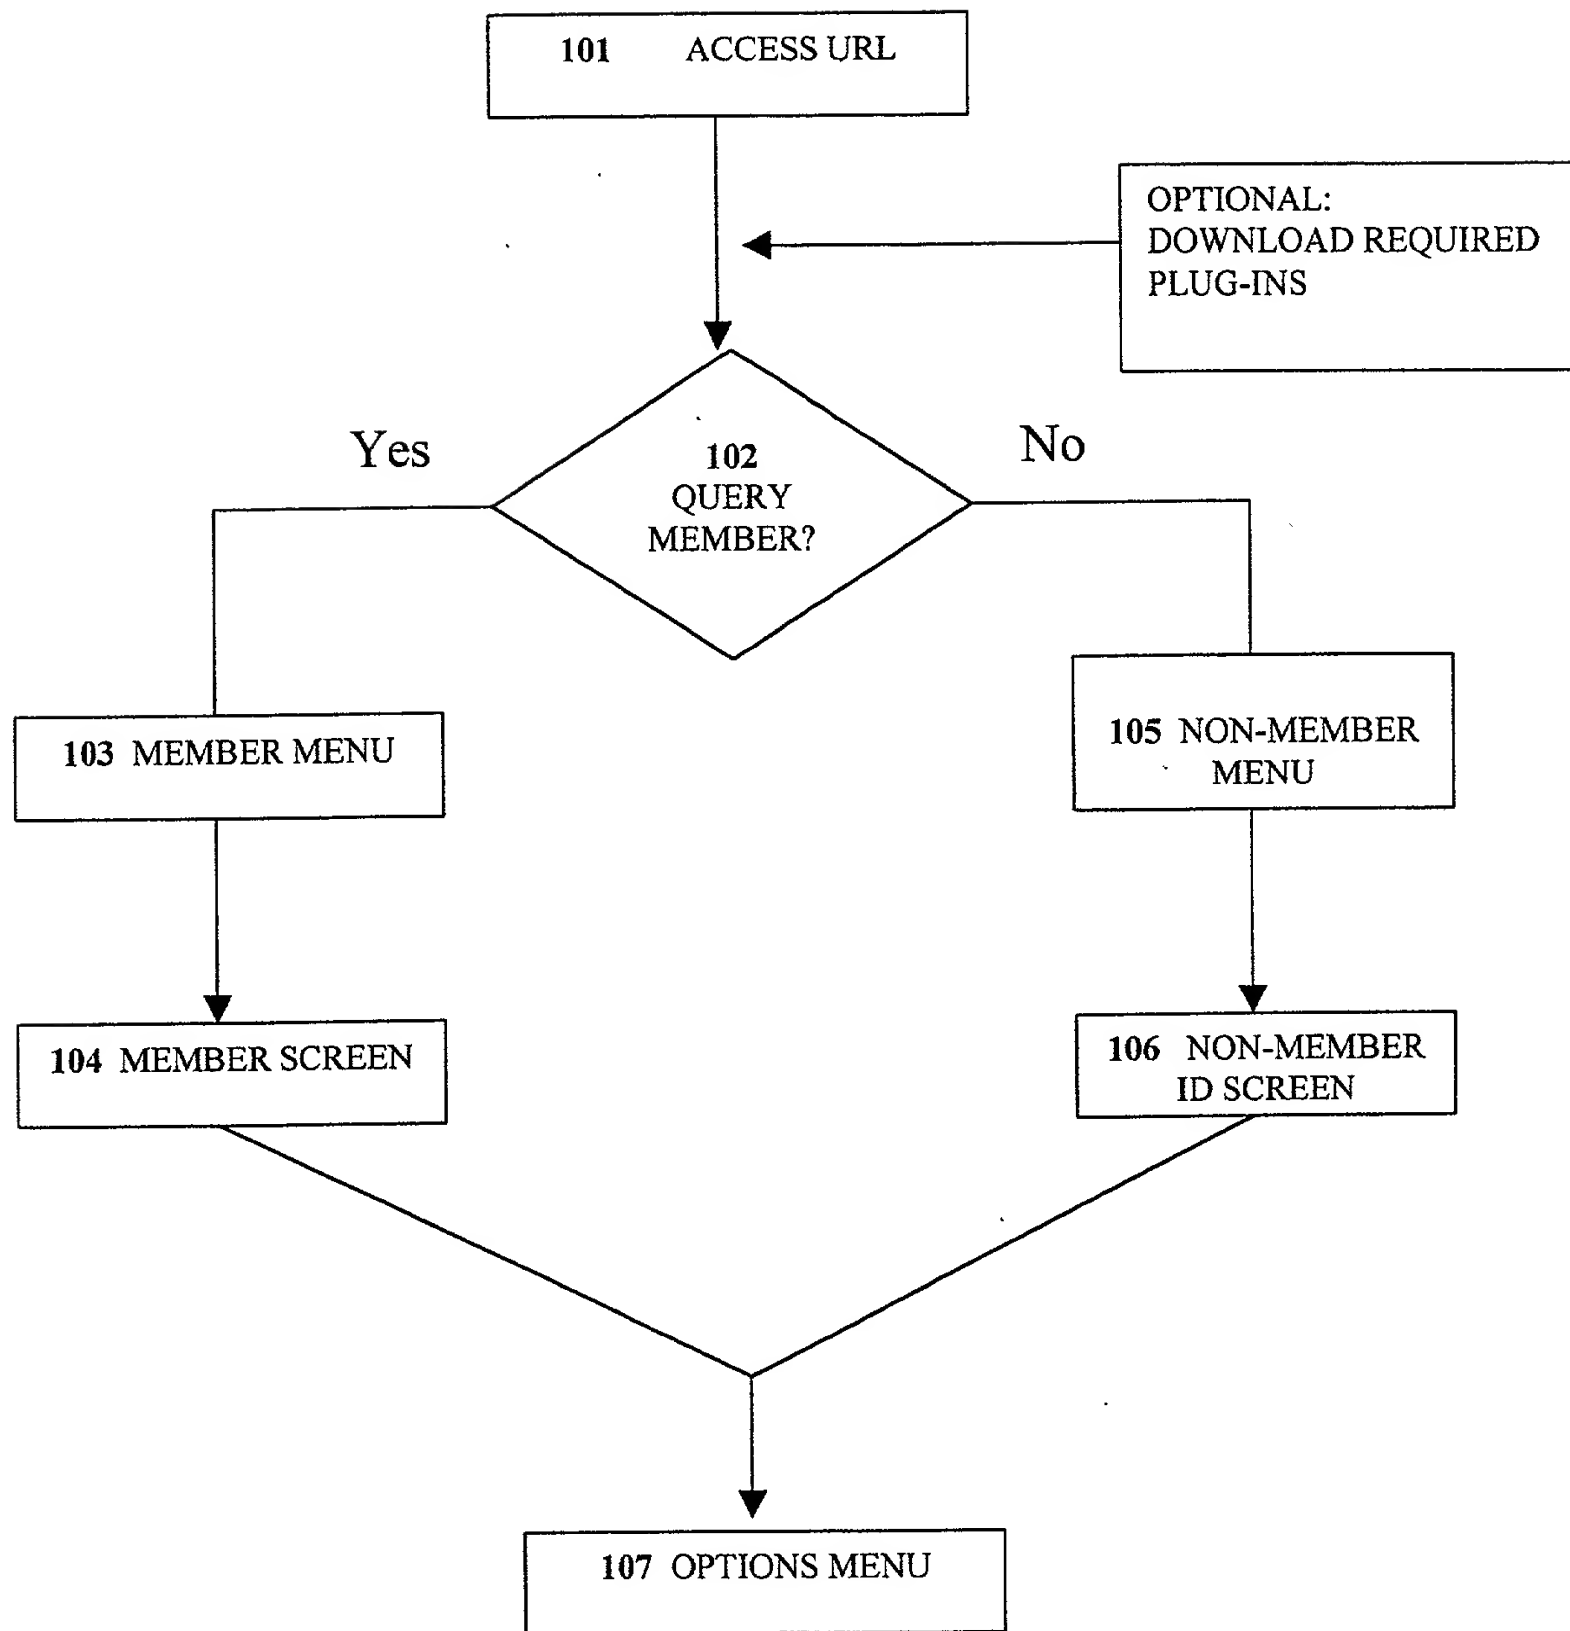 101 ACCESS URL
OPTIONAL:
DOWNLOAD REQUIRED
PLUG-INS
Yes
No
102
QUERY
MEMBER?
103 MEMBER MENU
105 NON-MEMBER
MENU
104 MEMBER SCREEN
106 NON-MEMBER
ID SCREEN
107 OPTIONS MENU